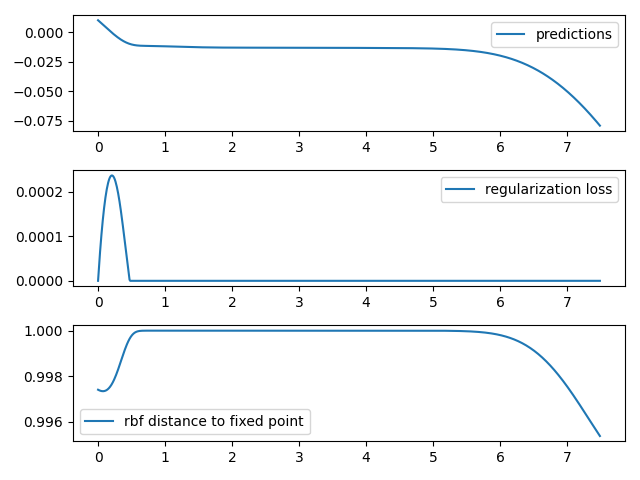 0.000
−0.025
−0.050
−0.075
predictions
0 1 2 3 4 5 6 7
0.0002
0.0001
0.0000
regularization loss
0 1 2 3 4 5 6 7
1.000
0.998
0.996
rbf distance to fixed point
0 1 2 3 4 5 6 7